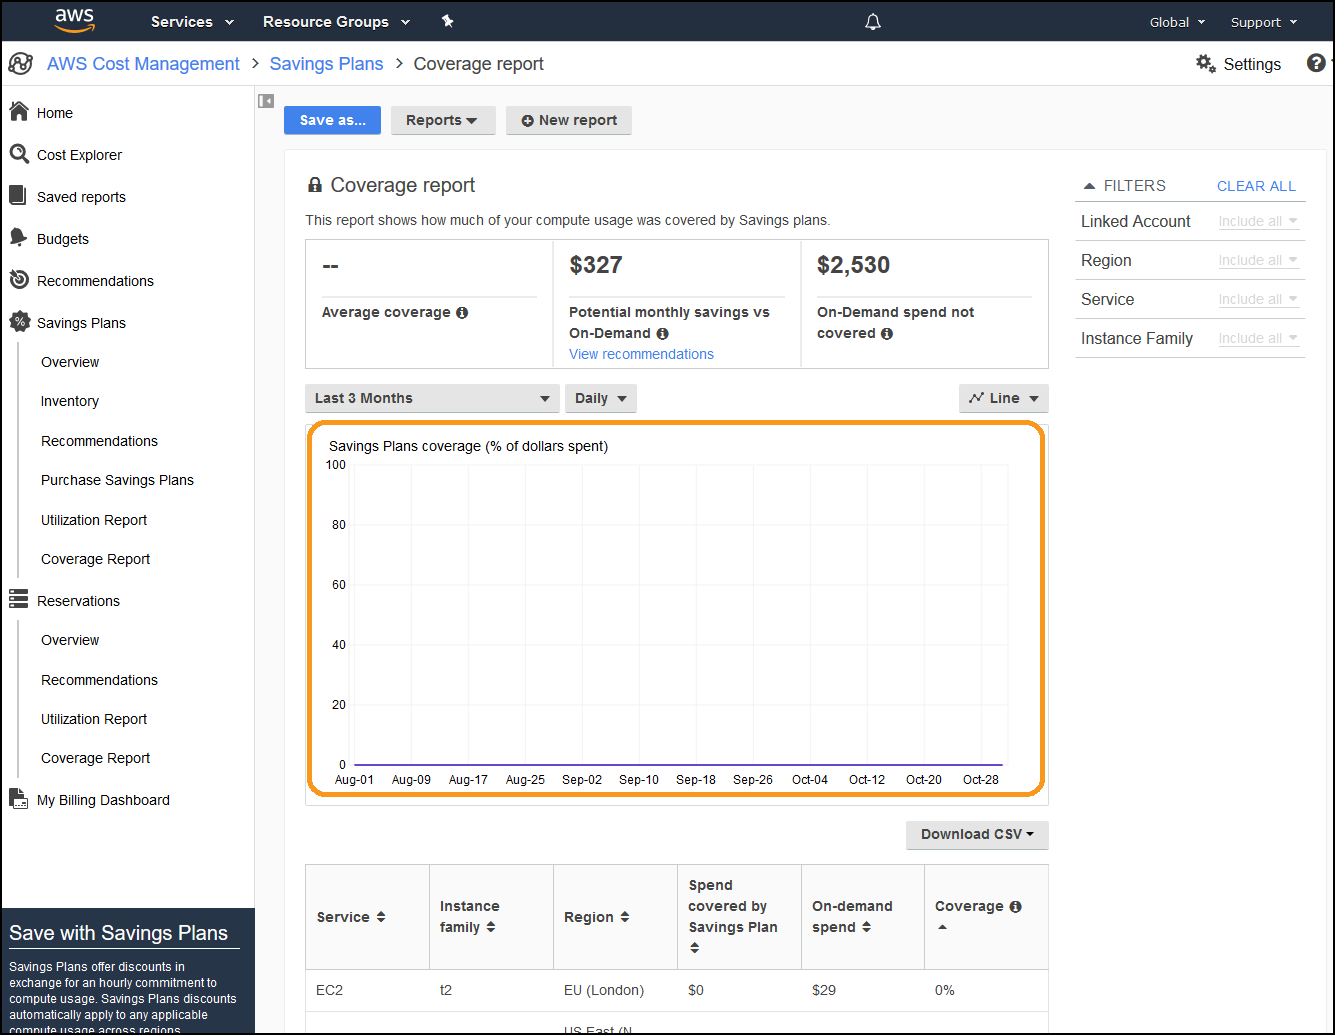 aws
Services
Resource Groups
Global
Support
AWS Cost Management > Savings Plans > Coverage report
Settings
?
Home
Cost Explorer
Saved reports
Budgets
Recommendations
% Savings Plans
Overview
Inventory
Recommendations
Purchase Savings Plans
Utilization Report
Coverage Report
Reservations
Overview
Recommendations
Utilization Report
Coverage Report
My Billing Dashboard
Save with Savings Plans
Savings Plans offer discounts in
exchange for an hourly commitment to
compute usage. Savings Plans discounts
automatically apply to any applicable
compute usage across regions
Save as...
Reports
New report
Coverage report
This report shows how much of your compute usage was covered by Savings plans.
--
Average coverage
$327
Potential monthly savings vs
On-Demand
View recommendations
$2,530
On-Demand spend not
covered
FILTERS
CLEAR ALL
Linked Account Include all
Region Include all
Service Include all
Instance Family Include all
Last 3 Months
Daily
Line
Savings Plans coverage (% of dollars spent)
100
80
60
40
20
0
Aug-01 Aug-09 Aug-17 Aug-25 Sep-02 Sep-10 Sep-18 Sep-26 Oct-04 Oct-12 Oct-20 Oct-28
Download CSV
Service
Instance
family
Region
Spend
covered by
Savings Plan
On-demand
spend
Coverage
EC2 t2 EU (London) $0 $29 0%
US East (N.